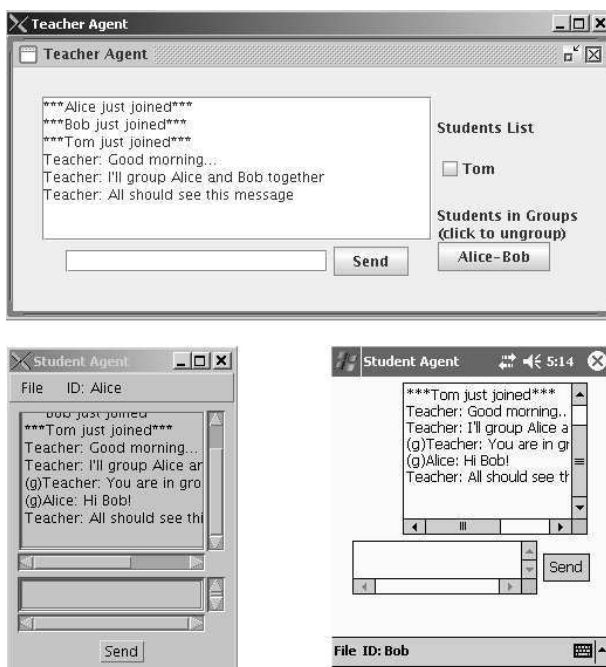 Teacher Agent
Teacher Agent
***Alice just joined***
***Bob just joined***
***Tom just joined***
Teacher: Good morning...
Teacher: I'll group Alice and Bob together
Teacher: All should see this message
Students List
Tom
Students in Groups
(click to ungroup)
Alice-Bob
Send
Student Agent
File ID: Alice
Bob just joined
***Tom just joined***
Teacher: Good morning...
Teacher: I'll group Alice ar
(g)Teacher: You are in gro
(g)Alice: Hi Bob!
Teacher: All should see thi
Send
Student Agent 5:14
***Tom just joined***
Teacher: Good morning..
Teacher: I'll group Alice a
(g)Teacher: You are in gr
(g)Alice: Hi Bob!
Teacher: All should see th
Send
File ID: Bob